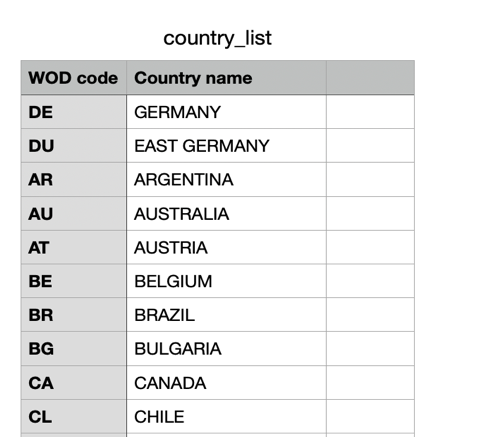 country_list
WOD code Country name
DE GERMANY
DU EAST GERMANY
AR ARGENTINA
AU AUSTRALIA
AT AUSTRIA
BE BELGIUM
BR BRAZIL
BG BULGARIA
CA CANADA
CL CHILE